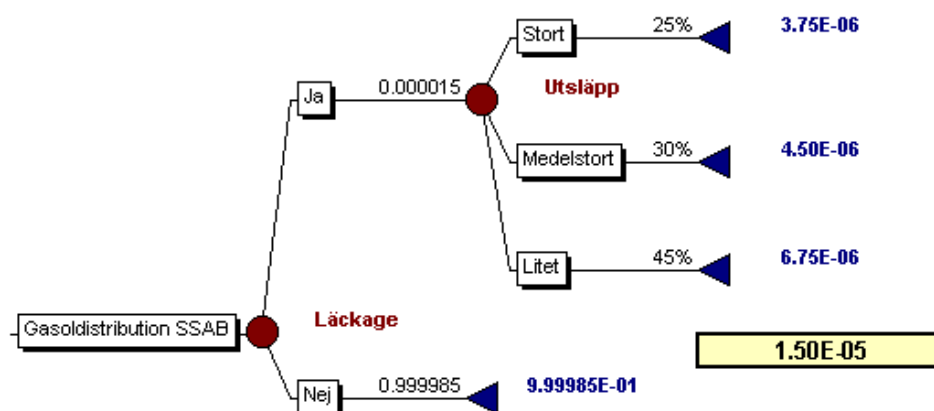 Stort 25% 3.75E-06
Ja 0.000015 Utsläpp
Medelstort 30% 4.50E-06
Litet 45% 6.75E-06
Gasoldistribution SSAB Läckage
1.50E-05
Nej 0.999985 9.99985E-01